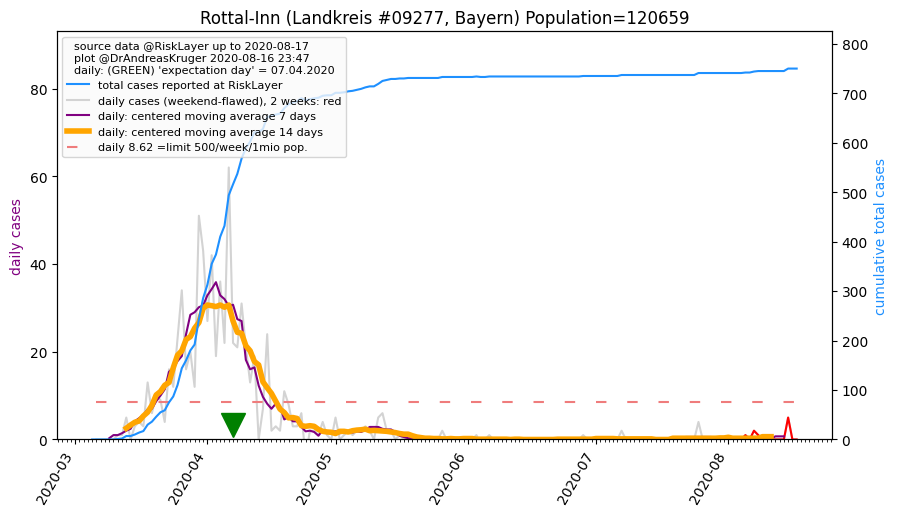 Rottal-Inn (Landkreis #09277, Bayern) Population=120659
source data @RiskLayer up to 2020-08-17
plot @DrAndreasKruger 2020-08-16 23:47
daily: (GREEN) 'expectation day' = 07.04.2020
total cases reported at RiskLayer
daily cases (weekend-flawed), 2 weeks: red
daily: centered moving average 7 days
daily: centered moving average 14 days
daily 8.62 =limit 500/week/1mio pop.
daily cases
80
60
40
20
0
cumulative total cases
800
700
600
500
400
300
200
100
0
2020-03
2020-04
2020-05
2020-06
2020-07
2020-08